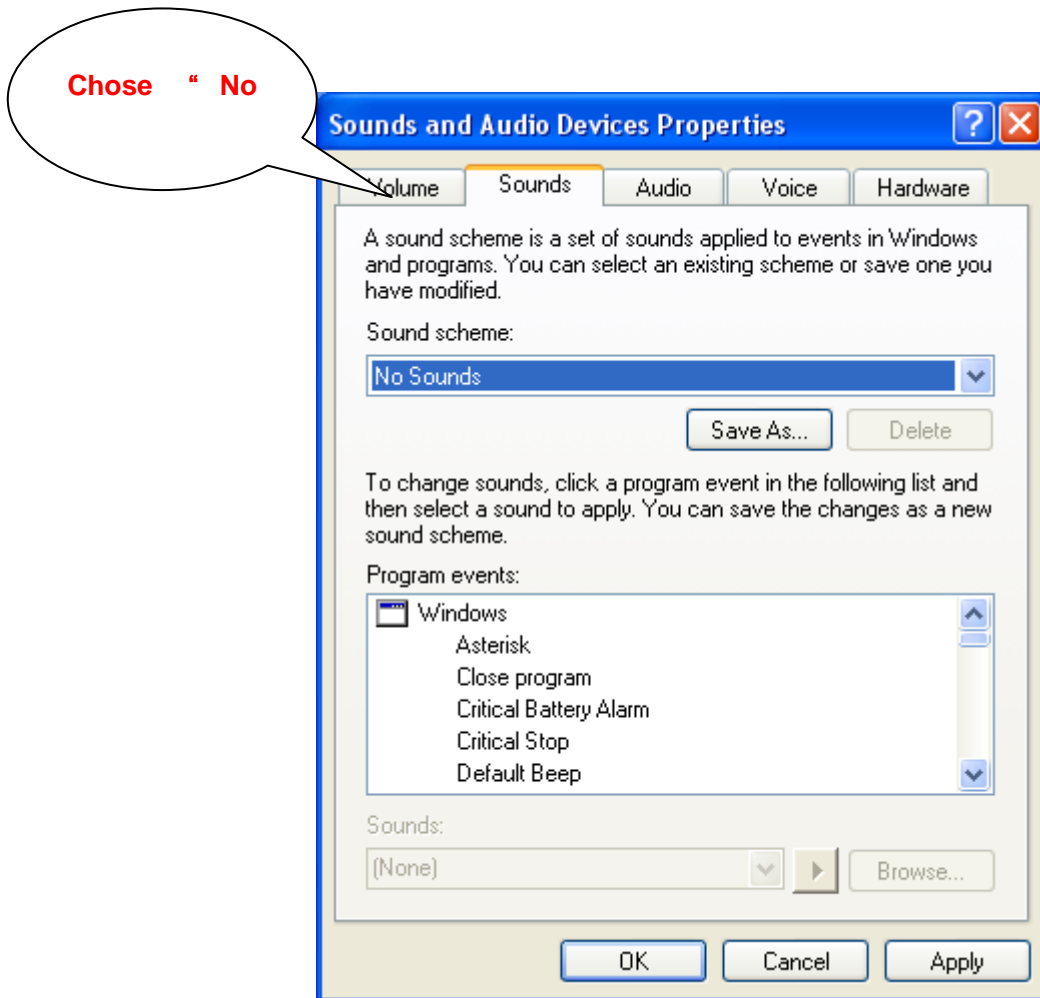 Chose “ No
Sounds and Audio Devices Properties
Volume Sounds Audio Voice Hardware
A sound scheme is a set of sounds applied to events in Windows
and programs. You can select an existing scheme or save one you
have modified.
Sound scheme:
No Sounds
Save As... Delete
To change sounds, click a program event in the following list and
then select a sound to apply. You can save the changes as a new
sound scheme.
Program events:
Windows
Asterisk
Close program
Critical Battery Alarm
Critical Stop
Default Beep
Sounds:
(None) Browse...
OK Cancel Apply